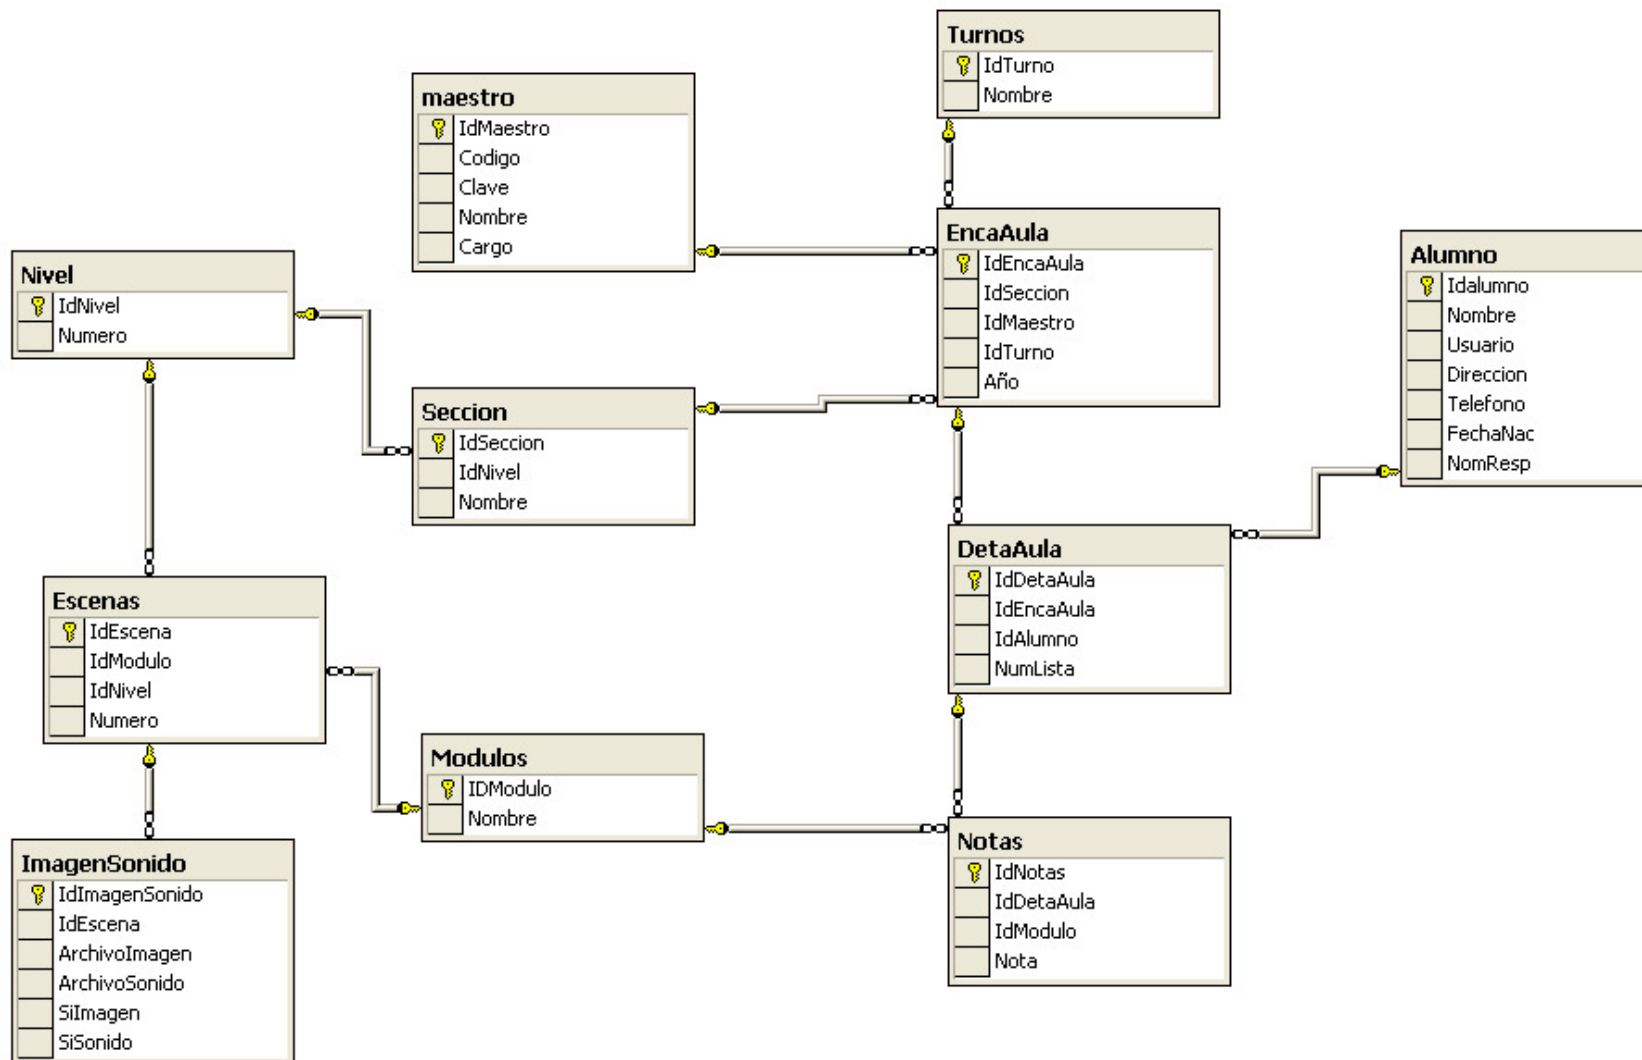 Turnos
IdTurno
Nombre
maestro
IdMaestro
Codigo
Clave
Nombre
Cargo
EncaAula
IdEncaAula
IdSeccion
IdMaestro
IdTurno
Año
Alumno
Idalumno
Nombre
Usuario
Direccion
Telefono
FechaNac
NomResp
Nivel
IdNivel
Numero
Seccion
IdSeccion
IdNivel
Nombre
DetaAula
IdDetaAula
IdEncaAula
IdAlumno
NumLista
Escenas
IdEscena
IdModulo
IdNivel
Numero
Modulos
IDModulo
Nombre
Notas
IdNotas
IdDetaAula
IdModulo
Nota
ImagenSonido
IdImagenSonido
IdEscena
ArchivoImagen
ArchivoSonido
SiImagen
SiSonido